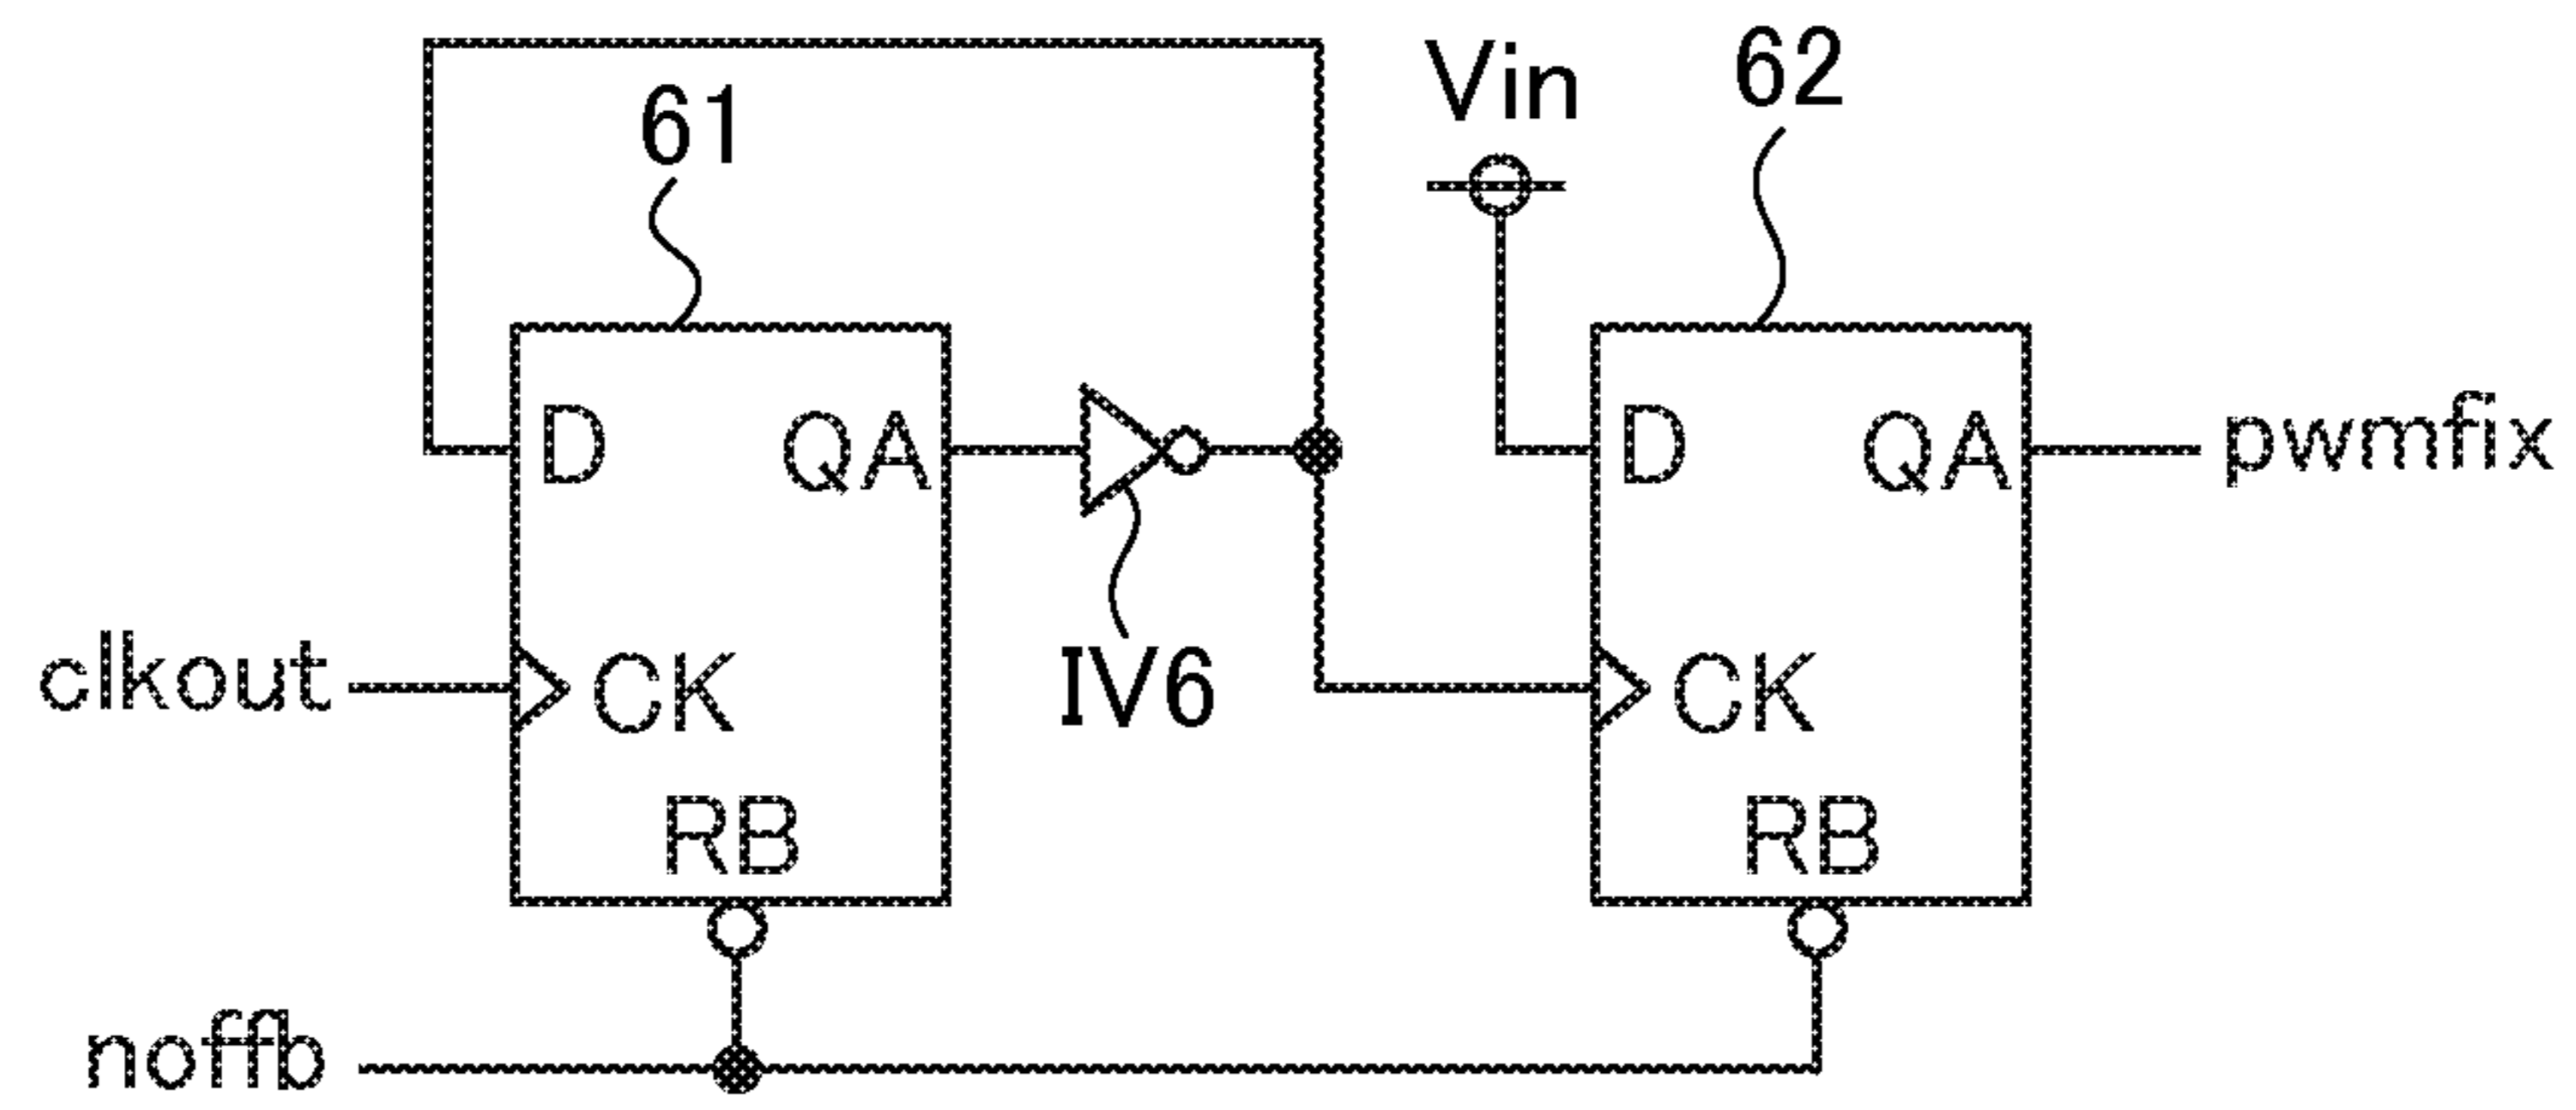 61
Vin
62
D
QA
D
QA
pwmfix
clkout
CK
IV6
CK
RB
RB
noffb